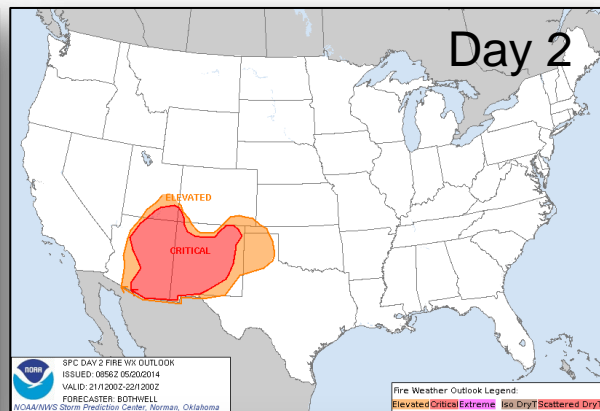 Day 2
ELEVATED
CRITICAL
NOAA
SPC DAY 2 FIRE WX OUTLOOK
ISSUED: 0856Z 05/20/2014
VALID: 21/1200Z-22/1200Z
FORECASTER: BOTHWELL
NOAA/NWS Storm Prediction Center, Norman, Oklahoma
Fire Weather Outlook Legend:
Elevated Critical Extreme Iso DryT Scattered DryT